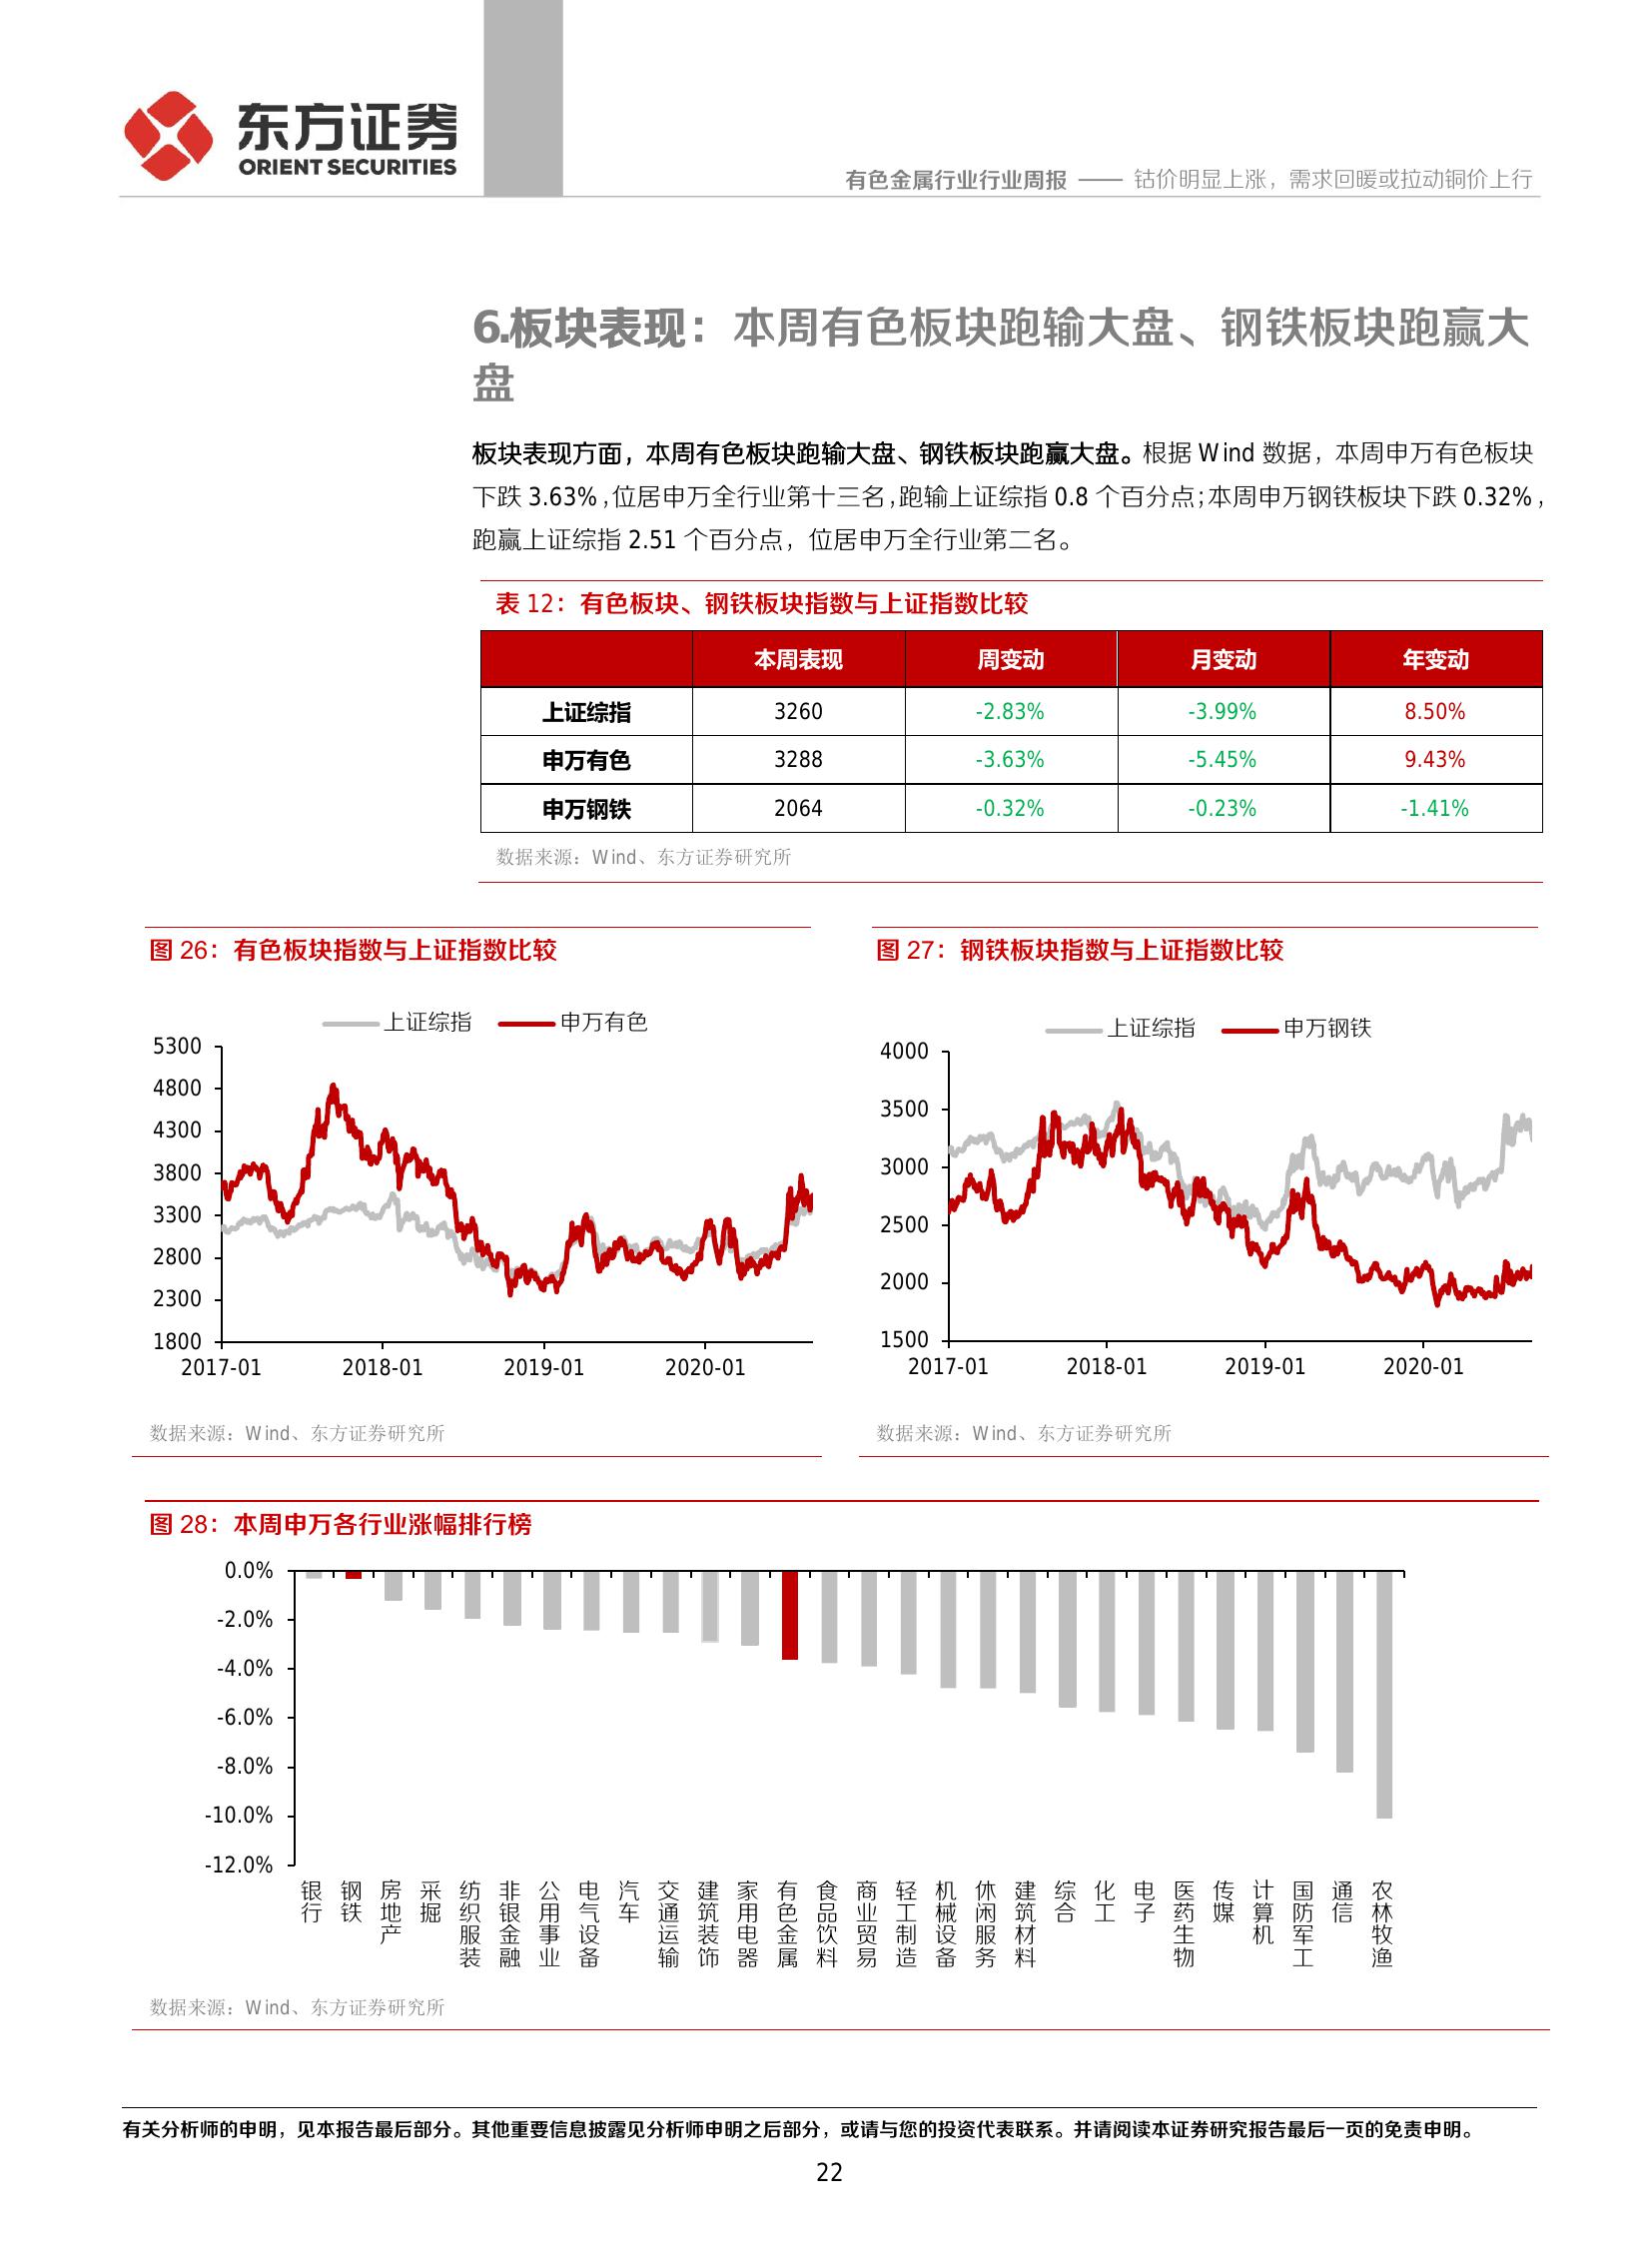 东方证券
ORIENT SECURITIES
有色金属行业行业周报 —— 钴价明显上涨，需求回暖或拉动铜价上行
6.板块表现：本周有色板块跑输大盘、钢铁板块跑赢大
盘
板块表现方面，本周有色板块跑输大盘、钢铁板块跑赢大盘。根据 Wind 数据，本周申万有色板块
下跌 3.63%，位居申万全行业第十三名，跑输上证综指 0.8 个百分点；本周申万钢铁板块下跌 0.32%，
跑赢上证综指 2.51 个百分点，位居申万全行业第二名。
表 12：有色板块、钢铁板块指数与上证指数比较
本周表现 周变动 月变动 年变动
上证综指 3260 -2.83% -3.99% 8.50%
申万有色 3288 -3.63% -5.45% 9.43%
申万钢铁 2064 -0.32% -0.23% -1.41%
数据来源：Wind、东方证券研究所
图 26：有色板块指数与上证指数比较
上证综指 申万有色
5300
4800
4300
3800
3300
2800
2300
1800
2017-01 2018-01 2019-01 2020-01
数据来源：Wind、东方证券研究所
图 27：钢铁板块指数与上证指数比较
上证综指 申万钢铁
4000
3500
3000
2500
2000
1500
2017-01 2018-01 2019-01 2020-01
数据来源：Wind、东方证券研究所
图 28：本周申万各行业涨幅排行榜
0.0%
-2.0%
-4.0%
-6.0%
-8.0%
-10.0%
-12.0%
银行 钢铁 房地产 采掘 纺织服装 非银金融 公用事业 电气设备 汽车 交通运输 建筑装饰 家用电器 有色金属 食品饮料 商业贸易 轻工制造 机械设备 休闲服务 建筑材料 综合 化工 电子 医药生物 传媒 计算机 国防军工 通信 农林牧渔
数据来源：Wind、东方证券研究所
有关分析师的申明，见本报告最后部分。其他重要信息披露见分析师申明之后部分，或请与您的投资代表联系。并请阅读本证券研究报告最后一页的免责申明。
22